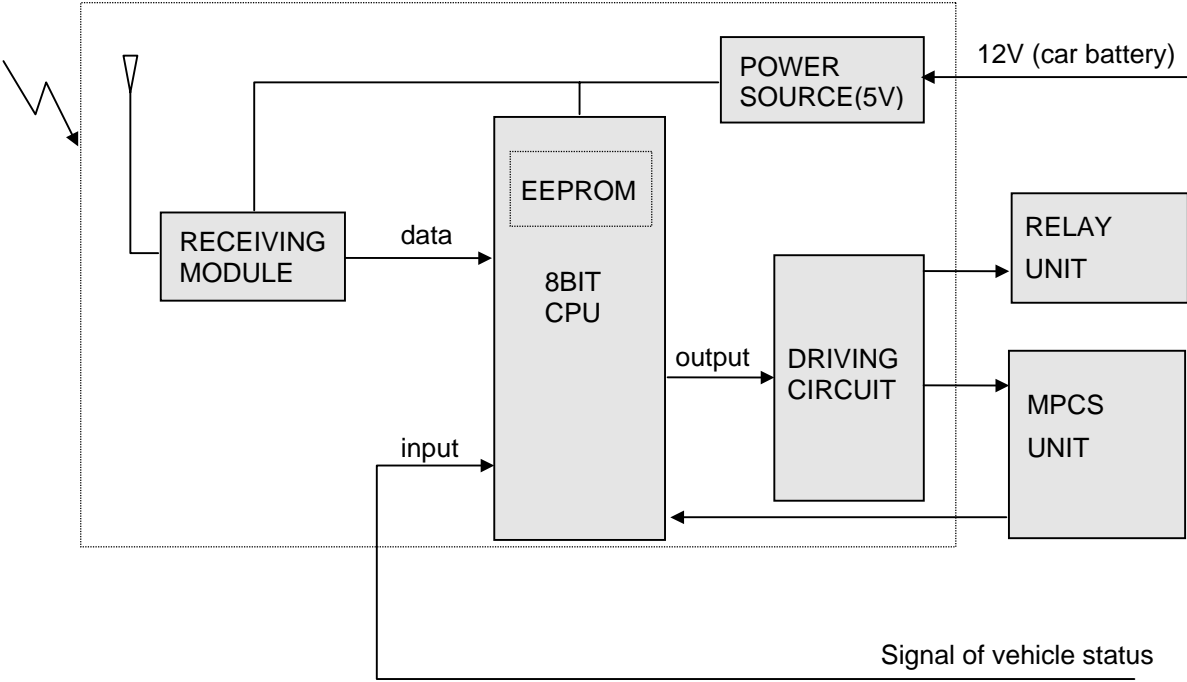 12V (car battery)
POWER
SOURCE(5V)
EEPROM
RECEIVING
MODULE
data
8BIT
CPU
RELAY
UNIT
output
DRIVING
CIRCUIT
MPCS
UNIT
input
Signal of vehicle status